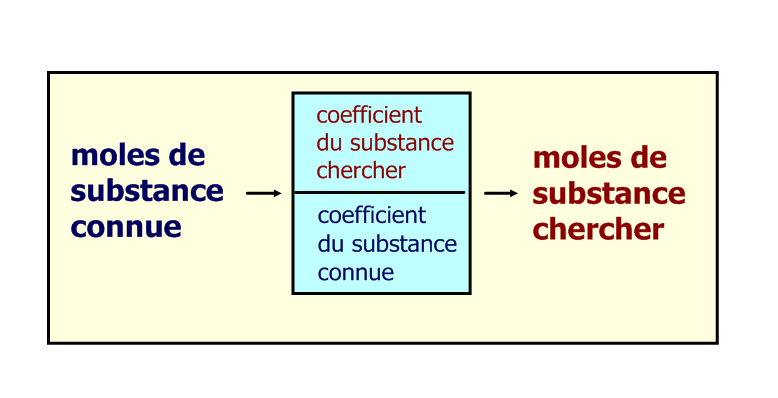 moles de
substance
connue
coefficient
du substance
chercher
coefficient
du substance
connue
moles de
substance
chercher